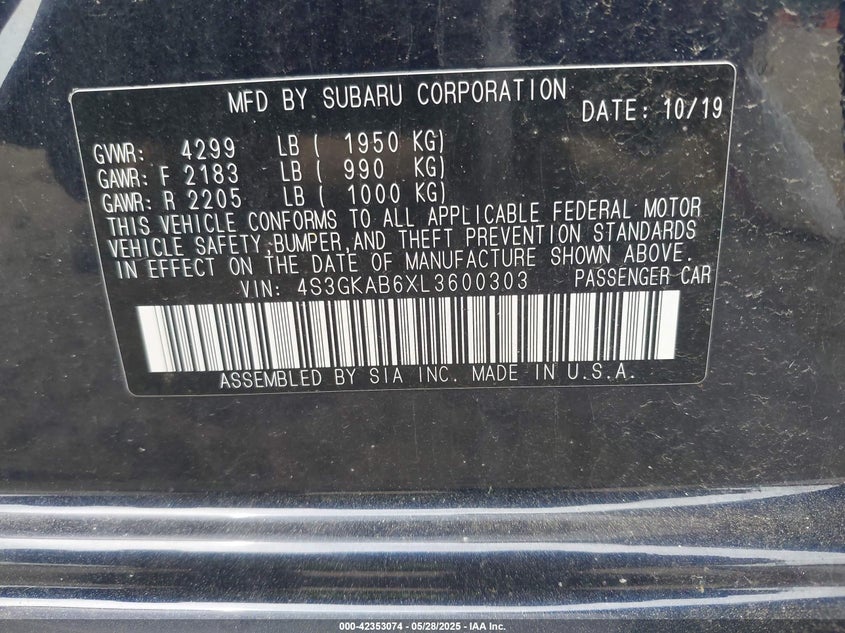 MFD BY SUBARU CORPORATION DATE: 10/19
GVWR: 4299 LB ( 1950 KG)
GAWR: F 2183 LB ( 990 KG)
GAWR: R 2205 LB ( 1000 KG)
THIS VEHICLE CONFORMS TO ALL APPLICABLE FEDERAL MOTOR
VEHICLE SAFETY,BUMPER,AND THEFT PREVENTION STANDARDS
IN EFFECT ON THE DATE OF MANUFACTURE SHOWN ABOVE.
VIN: 4S3GKAB6XL3600303 PASSENGER CAR
ASSEMBLED BY SIA INC. MADE IN U.S.A.
000-42353074 - 05/28/2025 - IAA Inc.